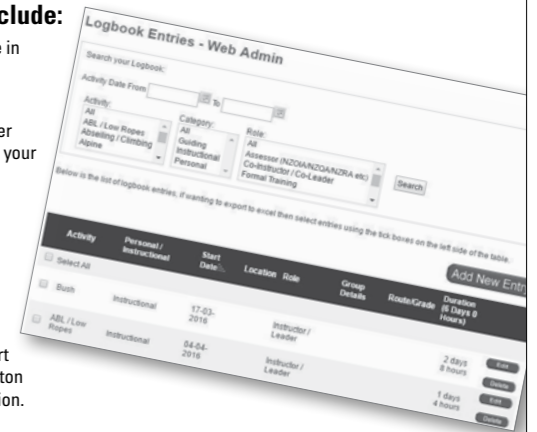 clude:
in
er
your
rt
ton
ion.
Logbook Entries - Web Admin
Search your Logbook:
Activity Date From To
Activity: Category: Role:
All All All
ABL / Low Ropes Guiding Assessor (NZOIA/NZQA/NZRA etc)
Abseiling / Climbing Instructional Co-instructor / Co-Leader
Alpine Personal Formal Training
Search
Below is the list of logbook entries, if wanting to export to excel then select entries using the tick boxes on the left side of the table.
Add New Entr
Activity Personal / Instructional Start Date Location Role Group Details Route/Grade Duration (6 Days 0 Hours)
Select All
Bush Instructional 17-03-2016 Instructor / Leader 2 days 8 hours Edit Delete
ABL / Low Ropes Instructional 04-04-2016 Instructor / Leader 1 days 4 hours Edit Delete